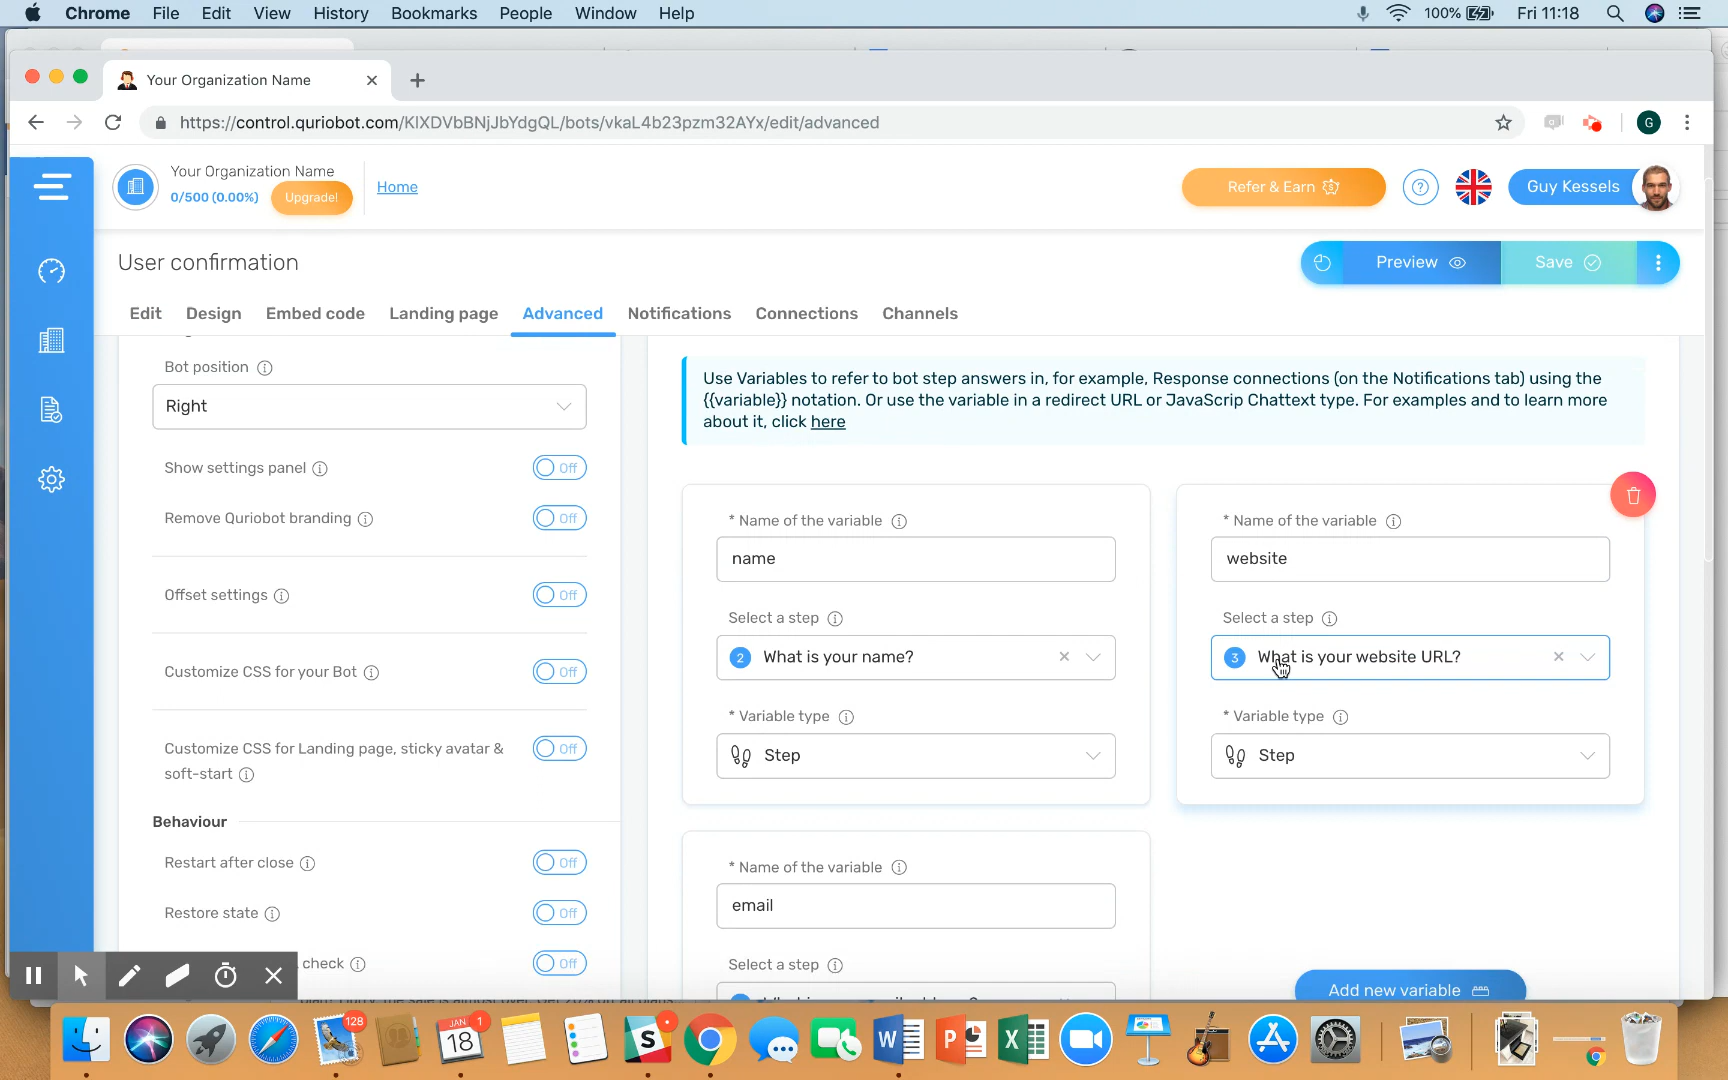 Chrome File Edit View History Bookmarks People Window Help
100% Fri 11:18
Your Organization Name
https://control.quriobot.com/KIXDVbBNjJbYdgQL/bots/vkaL4b23pzm32AYx/edit/advanced
G
Your Organization Name
0/500 (0.00%)
Upgrade!
Home
Refer & Earn
Guy Kessels
User confirmation
Preview
Save
Edit Design Embed code Landing page Advanced Notifications Connections Channels
Bot position
Right
Show settings panel
Off
Remove Quriobot branding
Off
Offset settings
Off
Customize CSS for your Bot
Off
Customize CSS for Landing page, sticky avatar &
soft-start
Off
Behaviour
Restart after close
Off
Restore state
Off
check
Off
Use Variables to refer to bot step answers in, for example, Response connections (on the Notifications tab) using the
{{variable}} notation. Or use the variable in a redirect URL or JavaScrip Chattext type. For examples and to learn more
about it, click here
* Name of the variable
name
Select a step
2 What is your name?
* Variable type
Step
* Name of the variable
website
Select a step
3 What is your website URL?
* Variable type
Step
* Name of the variable
email
Select a step
Add new variable
128
JAN
18
1